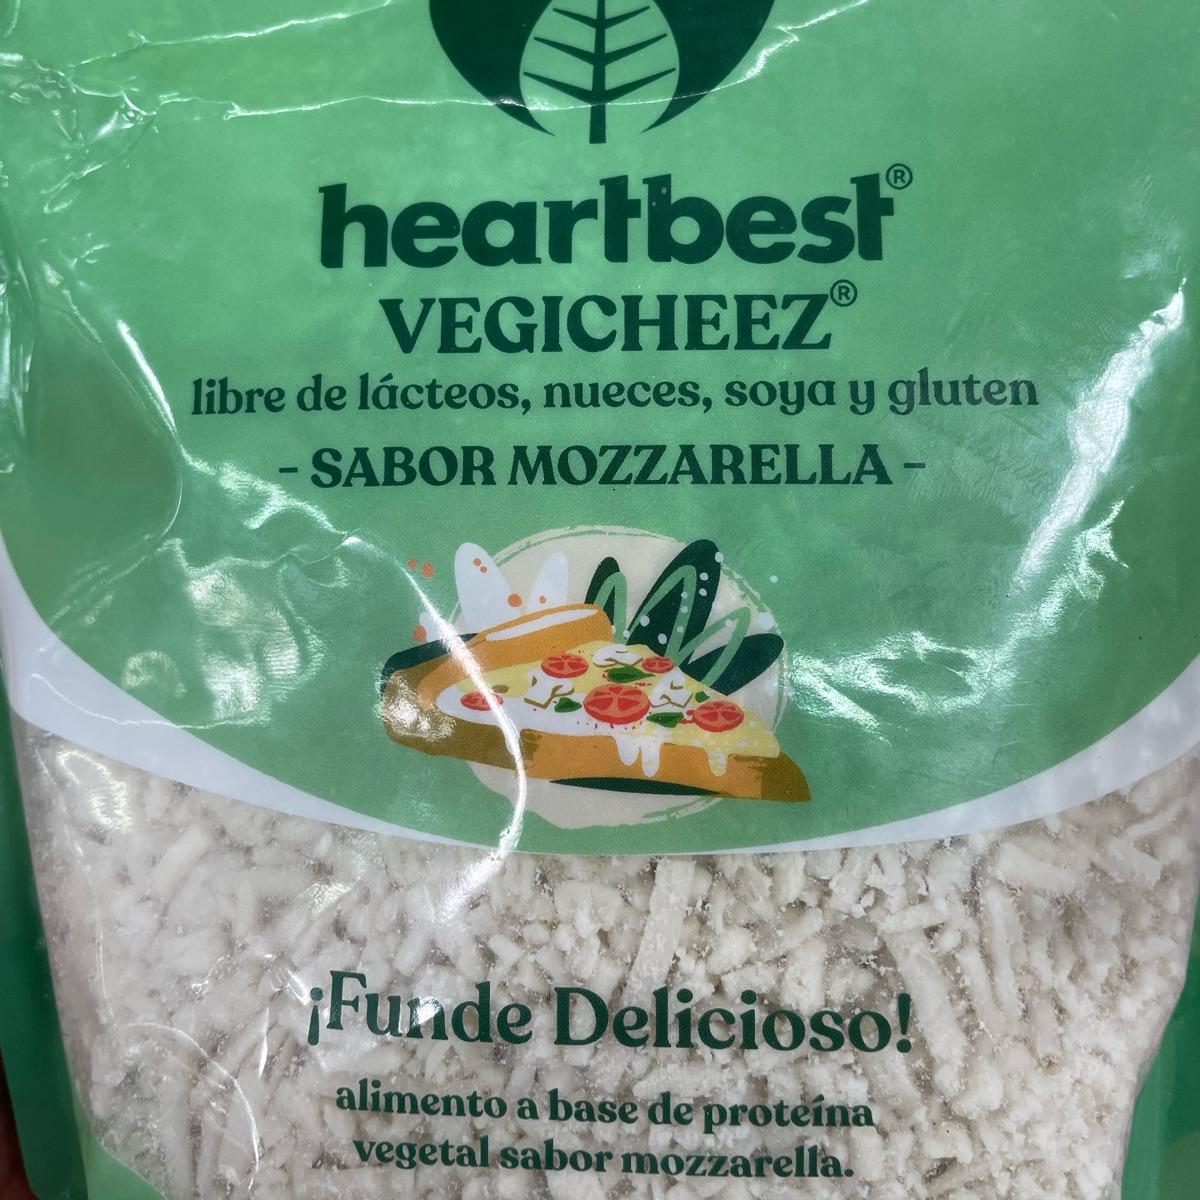 heartbest®
VEGICHEEZ®
libre de lácteos, nueces, soya y gluten
- SABOR MOZZARELLA -
¡Funde Delicioso!
alimento a base de proteína
vegetal sabor mozzarella.